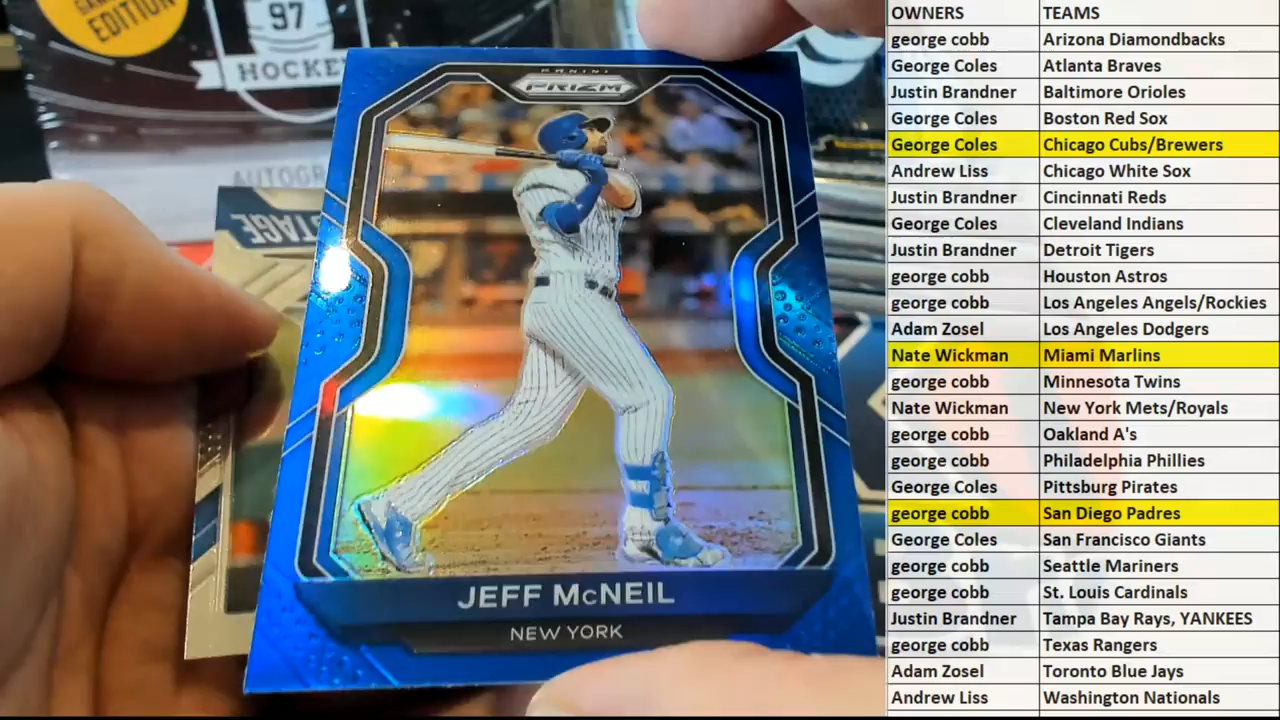 EDITION
97
HOCKEY
AUTOGR
STAGE
PANINI
PRIZM
JEFF McNEIL
NEW YORK
OWNERS TEAMS
george cobb Arizona Diamondbacks
George Coles Atlanta Braves
Justin Brandner Baltimore Orioles
George Coles Boston Red Sox
George Coles Chicago Cubs/Brewers
Andrew Liss Chicago White Sox
Justin Brandner Cincinnati Reds
George Coles Cleveland Indians
Justin Brandner Detroit Tigers
george cobb Houston Astros
george cobb Los Angeles Angels/Rockies
Adam Zosel Los Angeles Dodgers
Nate Wickman Miami Marlins
george cobb Minnesota Twins
Nate Wickman New York Mets/Royals
george cobb Oakland A's
george cobb Philadelphia Phillies
George Coles Pittsburg Pirates
george cobb San Diego Padres
George Coles San Francisco Giants
george cobb Seattle Mariners
george cobb St. Louis Cardinals
Justin Brandner Tampa Bay Rays, YANKEES
george cobb Texas Rangers
Adam Zosel Toronto Blue Jays
Andrew Liss Washington Nationals